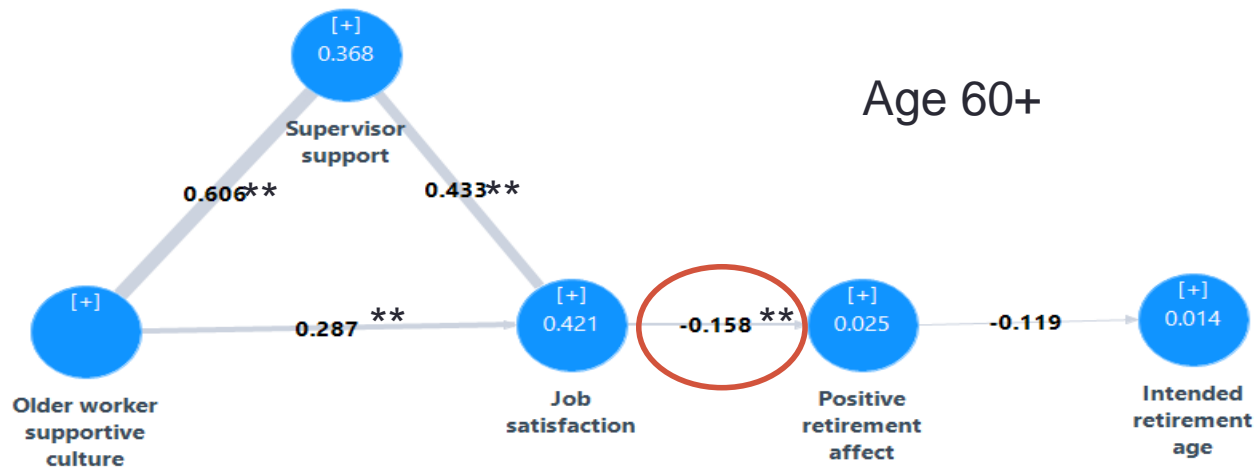 [+]
0.368
Supervisor
support
Age 60+
0.606**
0.433**
[+]
Older worker
supportive
culture
0.287 **
[+]
0.421
Job
satisfaction
-0.158 **
[+]
0.025
Positive
retirement
affect
-0.119
[+]
0.014
Intended
retirement
age